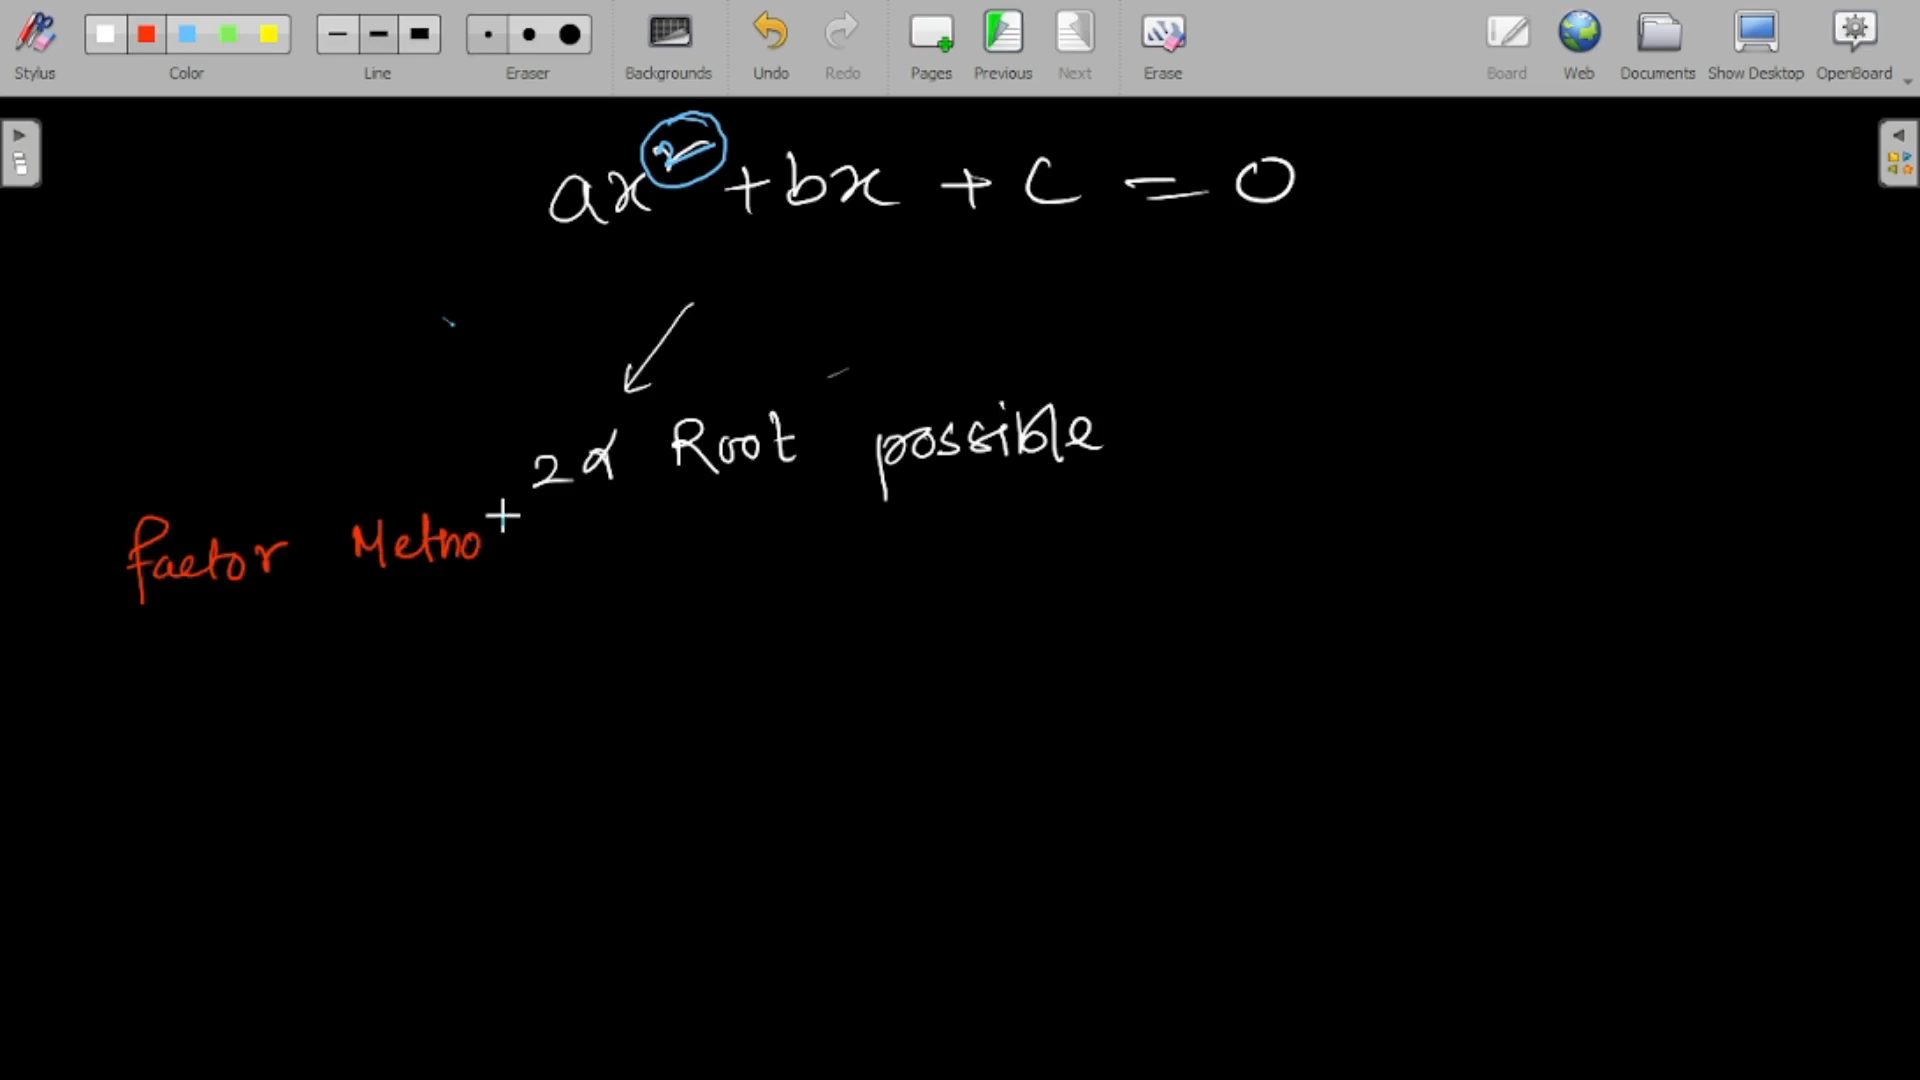 Stylus Color Line Eraser Backgrounds Undo Redo Pages Previous Next Erase Board Web Documents Show Desktop OpenBoard
ax² + bx + c = 0
2α Root possible
factor Metho